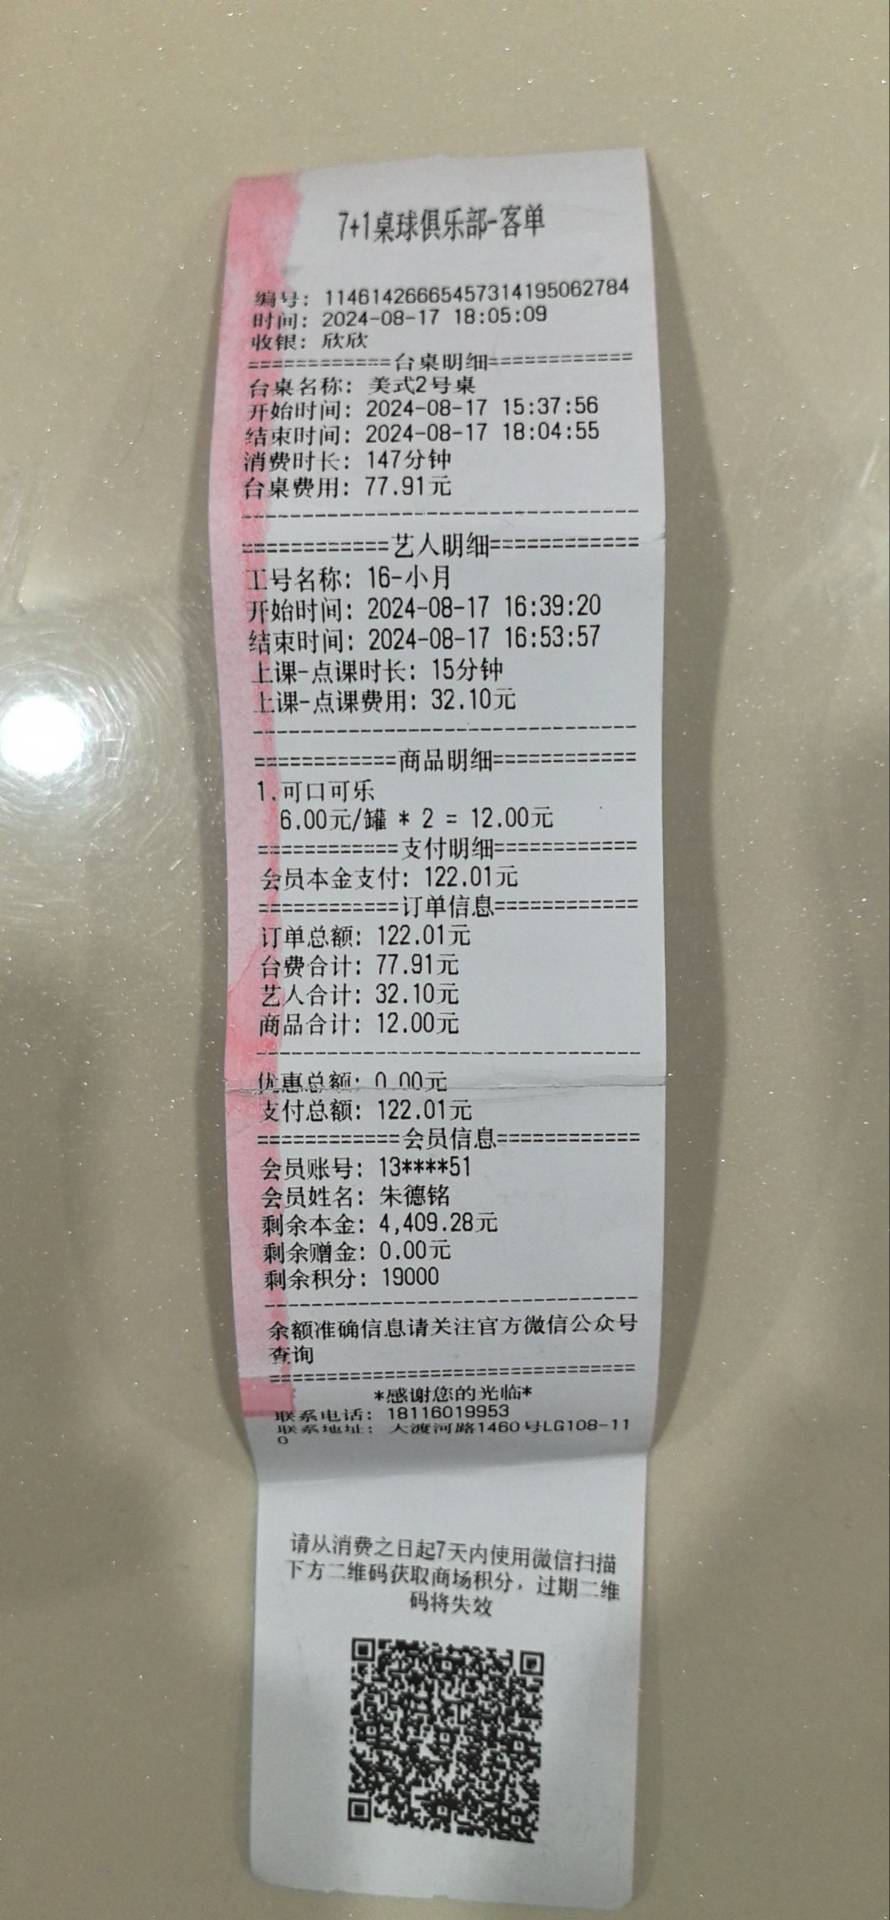 7+1桌球俱乐部-客单
编号: 1146142666545731419506​2784
时间: 2024-08-17 18:05:09
收银: 欣欣
============台桌明细============
台桌名称: 美式2号桌
开始时间: 2024-08-17 15:37:56
结束时间: 2024-08-17 18:04:55
消费时长: 147分钟
台桌费用: 77.91元
--------------------------------
============艺人明细============
工号名称: 16-小月
开始时间: 2024-08-17 16:39:20
结束时间: 2024-08-17 16:53:57
上课-点课时长: 15分钟
上课-点课费用: 32.10元
--------------------------------
============商品明细============
1.可口可乐
6.00元/罐 * 2 = 12.00元
============支付明细============
会员本金支付: 122.01元
============订单信息============
订单总额: 122.01元
台费合计: 77.91元
艺人合计: 32.10元
商品合计: 12.00元
--------------------------------
优惠总额: 0.00元
支付总额: 122.01元
============会员信息============
会员账号: 13****51
会员姓名: 朱德铭
剩余本金: 4,409.28元
剩余赠金: 0.00元
剩余积分: 19000
--------------------------------
余额准确信息请关注官方微信公众号
查询
================================
*感谢您的光临*
联系电话: 18116019953
联系地址: 大渡河路1460号LG108-11
0
请从消费之日起7天内使用微信扫描
下方二维码获取商场积分，过期二维
码将失效